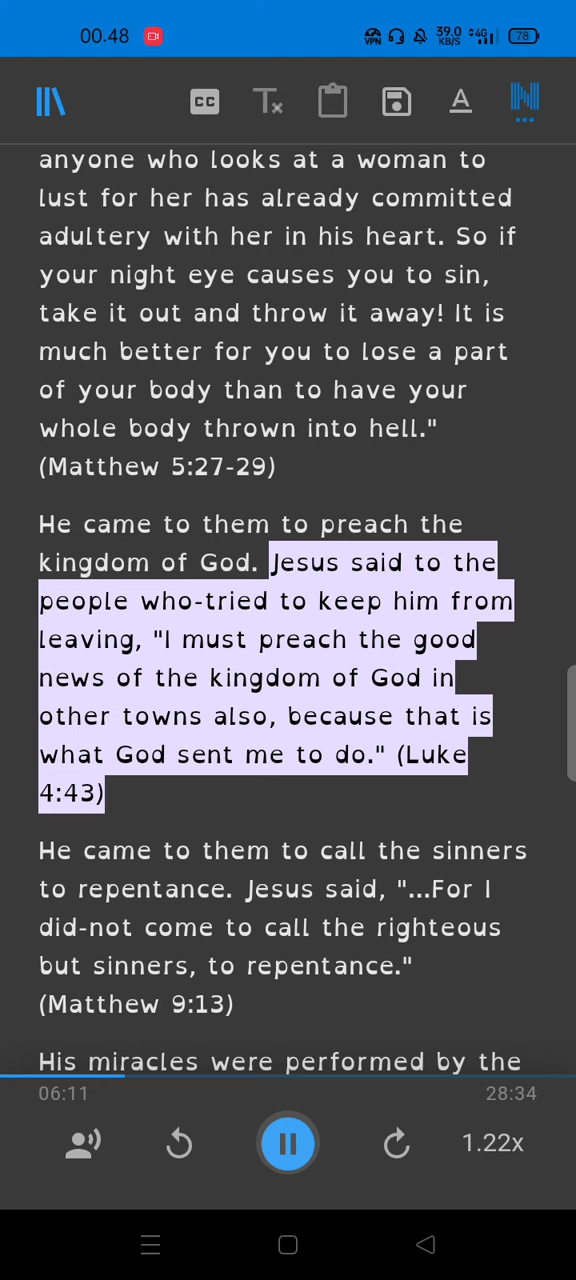 00.48
VPN
39.0
KB/S
4G
78
CC
anyone who looks at a woman to
lust for her has already committed
adultery with her in his heart. So if
your night eye causes you to sin,
take it out and throw it away! It is
much better for you to lose a part
of your body than to have your
whole body thrown into hell."
(Matthew 5:27-29)
He came to them to preach the
kingdom of God. Jesus said to the
people who-tried to keep him from
leaving, "I must preach the good
news of the kingdom of God in
other towns also, because that is
what God sent me to do." (Luke
4:43)
He came to them to call the sinners
to repentance. Jesus said, "...For I
did-not come to call the righteous
but sinners, to repentance."
(Matthew 9:13)
His miracles were performed by the
06:11
28:34
1.22x